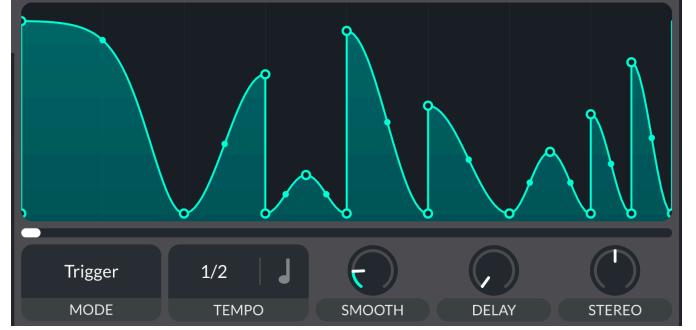 Trigger
1/2
MODE
TEMPO
SMOOTH
DELAY
STEREO